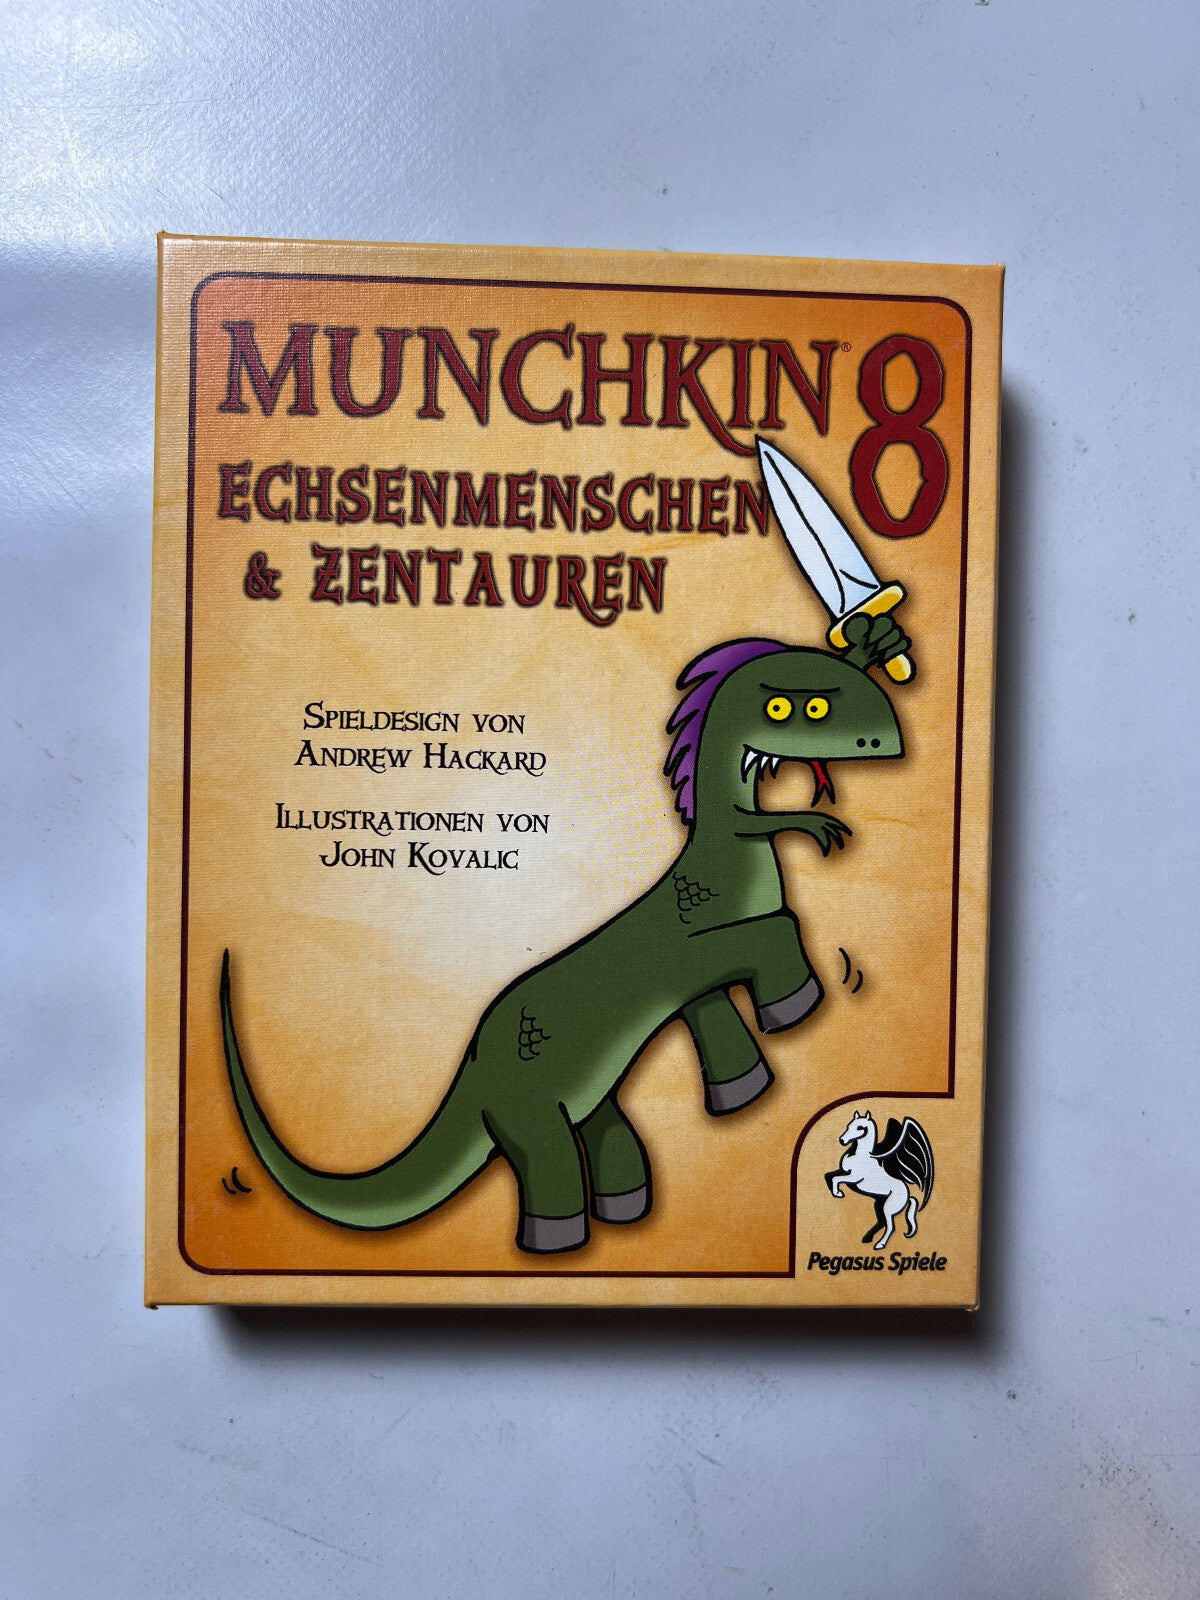 MUNCHKIN® 8
ECHSENMENSCHEN
& ZENTAUREN
SPIELDESIGN VON
ANDREW HACKARD
ILLUSTRATIONEN VON
JOHN KOVALIC
Pegasus Spiele